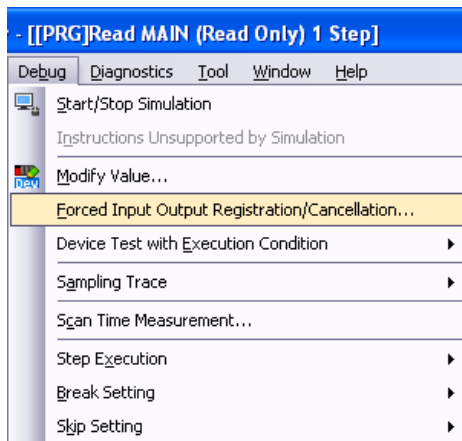 - [[PRG]Read MAIN (Read Only) 1 Step]
Debug Diagnostics Tool Window Help
Start/Stop Simulation
Instructions Unsupported by Simulation
Dev Modify Value...
Forced Input Output Registration/Cancellation...
Device Test with Execution Condition
Sampling Trace
Scan Time Measurement...
Step Execution
Break Setting
Skip Setting